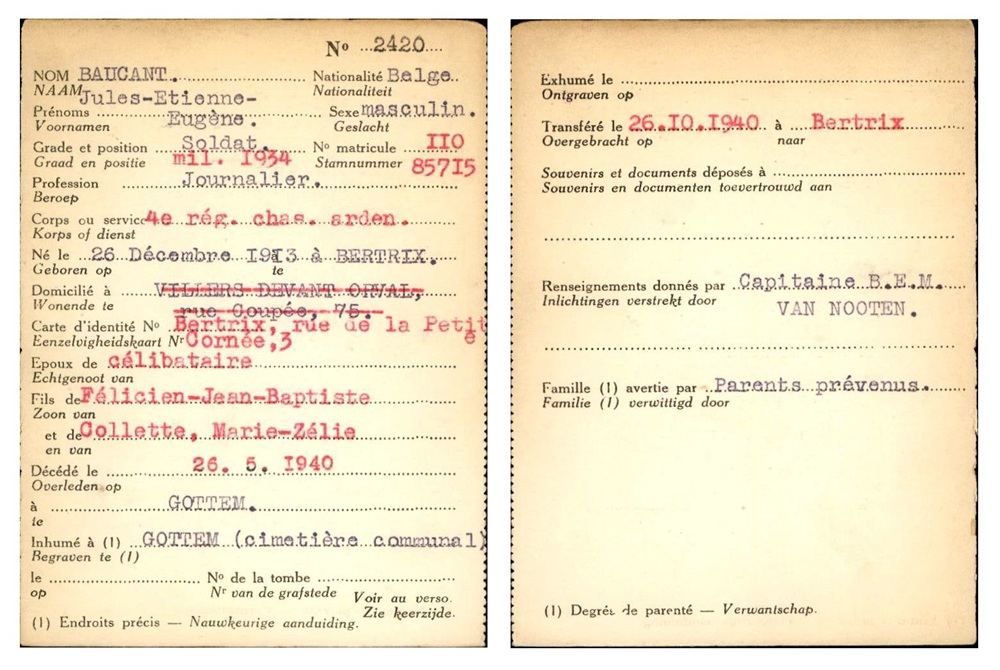 No 2420
NOM BAUCANT. Nationalité Belge
NAAM Nationaliteit
Jules-Etienne-
Prénoms Eugène. Sexe masculin.
Voornamen Geslacht
Grade et position Soldat. No matricule 110
Graad en positie mil. 1934 Stamnummer 85715
Profession Journalier.
Beroep
Corps ou service 4e rég. chas. arden.
Korps of dienst
Né le 26 Décembre 1913 à BERTRIX.
Geboren op te
Domicilié à VILLERS DEVANT ORVAL,
Wonende te rue Coupée, 75.
Carte d'identité No Bertrix, rue de la Petit
e
Eenzelvigheidskaart Nr Cornée,3
Epoux de célibataire
Echtgenoot van
Fils de Félicien-Jean-Baptiste
Zoon van
et de Collette, Marie-Zélie
en van
Décédé le 26. 5. 1940
Overleden op
à GOTTEM.
te
Inhumé à (1) GOTTEM (cimetière communal)
Begraven te (1)
le No de la tombe
op Nr van de grafstede
Voir au verso.
Zie keerzijde.
(1) Endroits précis — Nauwkeurige aanduiding.
Exhumé le
Ontgraven op
Transféré le 26.10.1940 à Bertrix
Overgebracht op naar
Souvenirs et documents déposés à
Souvenirs en documenten toevertrouwd aan
Renseignements donnés par Capitaine B.E.M.
Inlichtingen verstrekt door VAN NOOTEN.
Famille (1) avertie par Parents prévenus.
Familie (1) verwittigd door
(1) Degrés de parenté — Verwantschap.